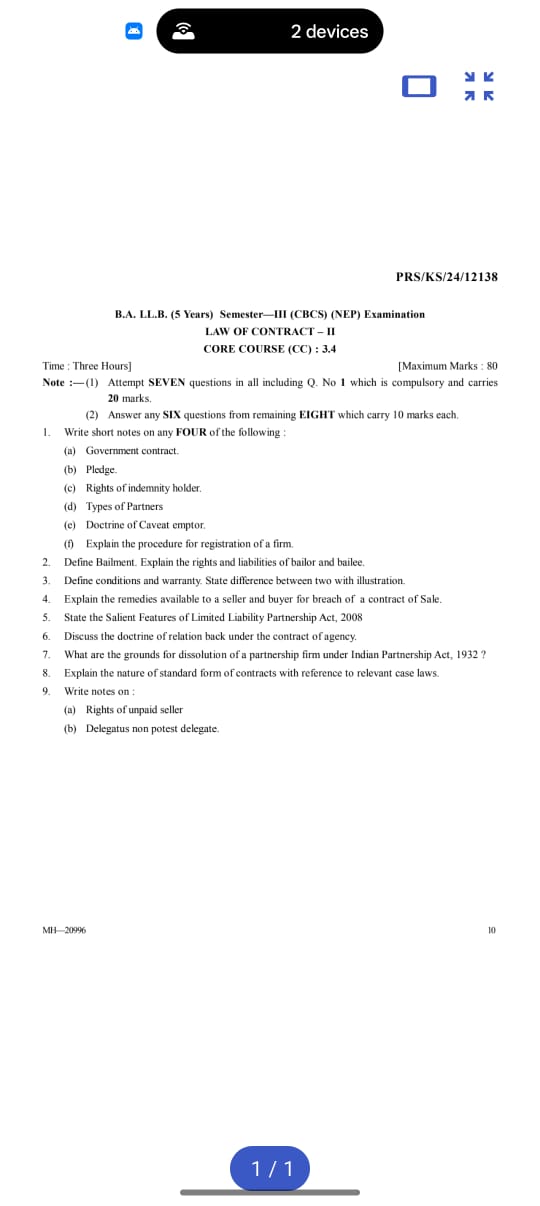 2 devices
PRS/KS/24/12138
B.A. LL.B. (5 Years) Semester—III (CBCS) (NEP) Examination
LAW OF CONTRACT – II
CORE COURSE (CC) : 3.4
Time : Three Hours] [Maximum Marks : 80
Note :—(1) Attempt SEVEN questions in all including Q. No 1 which is compulsory and carries
20 marks.
(2) Answer any SIX questions from remaining EIGHT which carry 10 marks each.
1. Write short notes on any FOUR of the following :
(a) Government contract.
(b) Pledge.
(c) Rights of indemnity holder.
(d) Types of Partners
(e) Doctrine of Caveat emptor.
(f) Explain the procedure for registration of a firm.
2. Define Bailment. Explain the rights and liabilities of bailor and bailee.
3. Define conditions and warranty. State difference between two with illustration.
4. Explain the remedies available to a seller and buyer for breach of a contract of Sale.
5. State the Salient Features of Limited Liability Partnership Act, 2008
6. Discuss the doctrine of relation back under the contract of agency.
7. What are the grounds for dissolution of a partnership firm under Indian Partnership Act, 1932 ?
8. Explain the nature of standard form of contracts with reference to relevant case laws.
9. Write notes on :
(a) Rights of unpaid seller
(b) Delegatus non potest delegate.
MH—20996 10
1 / 1